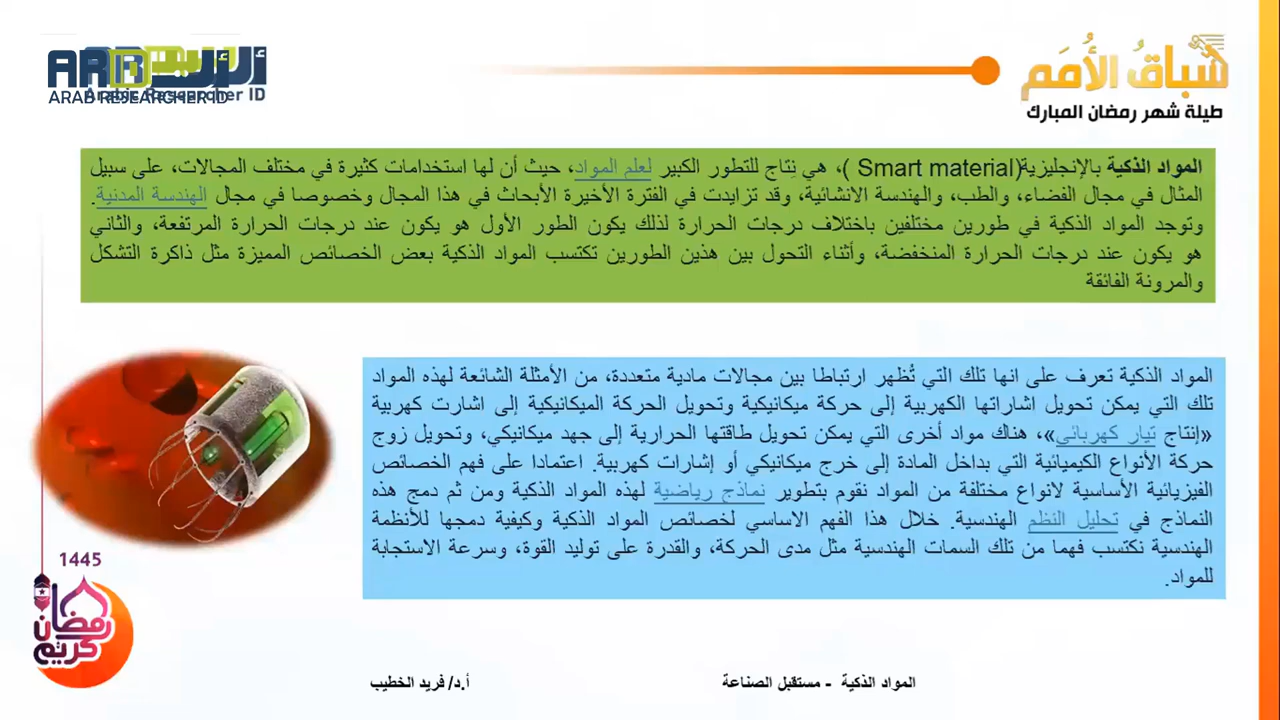 سباق الأمم
طيلة شهر رمضان المبارك
ARAB RESEARCHER ID
المواد الذكية بالإنجليزية(Smart material )، هي نِتاج للتطور الكبير لعلم المواد، حيث أن لها استخدامات كثيرة في مختلف المجالات، على سبيل
المثال في مجال الفضاء، والطب، والهندسة الانشائية، وقد تزايدت في الفترة الأخيرة الأبحاث في هذا المجال وخصوصا في مجال الهندسة المدنية.
وتوجد المواد الذكية في طورين مختلفين باختلاف درجات الحرارة لذلك يكون الطور الأول هو يكون عند درجات الحرارة المرتفعة، والثاني
هو يكون عند درجات الحرارة المنخفضة، وأثناء التحول بين هذين الطورين تكتسب المواد الذكية بعض الخصائص المميزة مثل ذاكرة التشكل
والمرونة الفائقة
المواد الذكية تعرف على انها تلك التي تُظهر ارتباطا بين مجالات مادية متعددة، من الأمثلة الشائعة لهذه المواد
تلك التي يمكن تحويل اشاراتها الكهربية إلى حركة ميكانيكية وتحويل الحركة الميكانيكية إلى اشارت كهربية
«إنتاج تيار كهربائي»، هناك مواد أخرى التي يمكن تحويل طاقتها الحرارية إلى جهد ميكانيكي، وتحويل زوج
حركة الأنواع الكيميائية التي بداخل المادة إلى خرج ميكانيكي أو إشارات كهربية. اعتمادا على فهم الخصائص
الفيزيائية الأساسية لانواع مختلفة من المواد نقوم بتطوير نماذج رياضية لهذه المواد الذكية ومن ثم دمج هذه
النماذج في تحليل النظم الهندسية. خلال هذا الفهم الاساسي لخصائص المواد الذكية وكيفية دمجها للأنظمة
الهندسية نكتسب فهما من تلك السمات الهندسية مثل مدى الحركة، والقدرة على توليد القوة، وسرعة الاستجابة
للمواد.
1445
رمضان
كريم
المواد الذكية - مستقبل الصناعة
أ.د/ فريد الخطيب